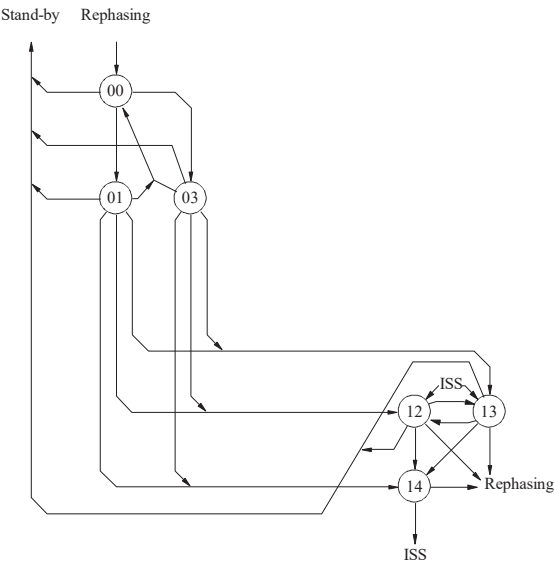 Stand-by Rephasing
00
01 03
ISS
12 13
14 Rephasing
ISS